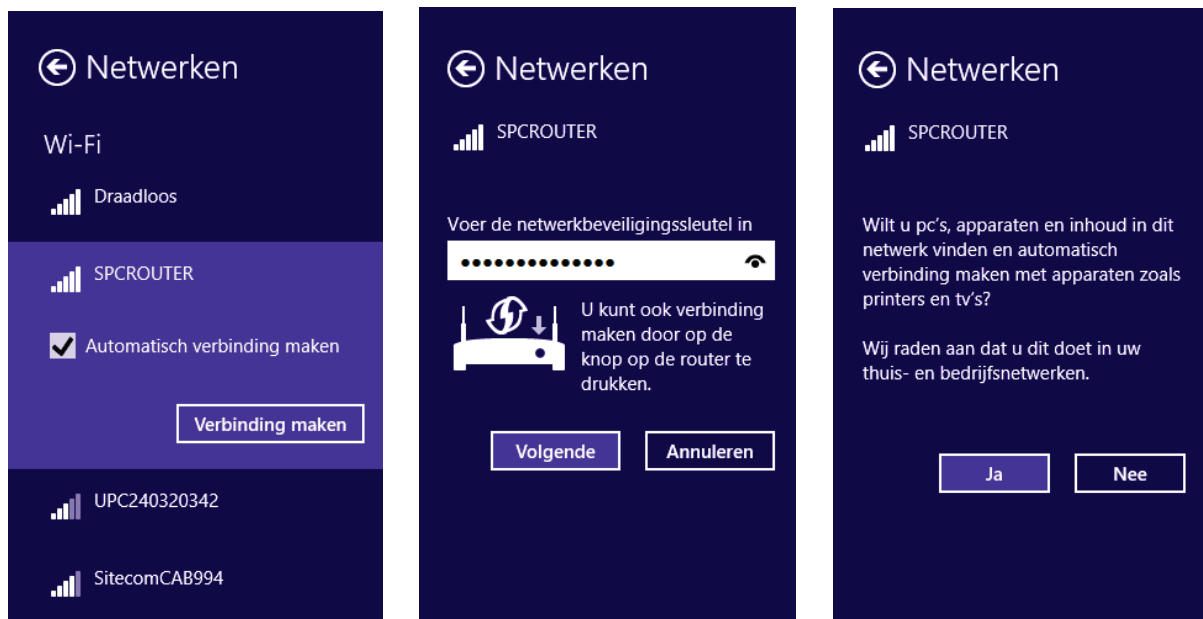 Netwerken
Wi-Fi
Draadloos
SPCROUTER
Automatisch verbinding maken
Verbinding maken
UPC240320342
SitecomCAB994
Netwerken
SPCROUTER
Voer de netwerkbeveiligingssleutel in
••••••••••••••
U kunt ook verbinding
maken door op de
knop op de router te
drukken.
Volgende
Annuleren
Netwerken
SPCROUTER
Wilt u pc's, apparaten en inhoud in dit
netwerk vinden en automatisch
verbinding maken met apparaten zoals
printers en tv's?
Wij raden aan dat u dit doet in uw
thuis- en bedrijfsnetwerken.
Ja
Nee